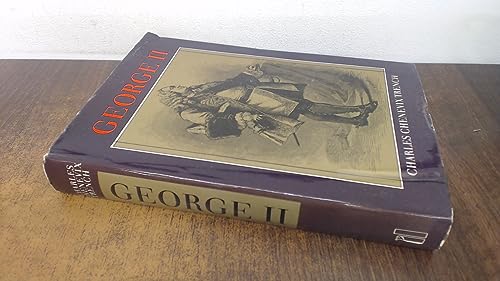 GEORGE II
CHARLES CHENEVIX TRENCH
CHARLES
CHENEVIX
TRENCH
GEORGE II